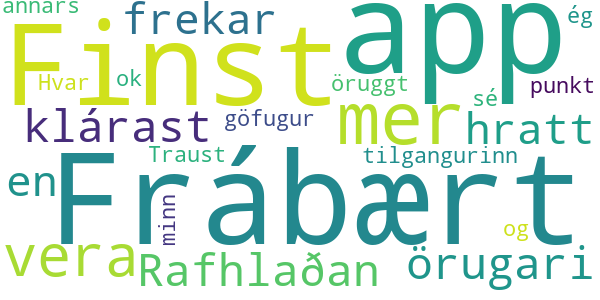 annars
frekar
app
ég
Finst
Hvar
ok
öruggt
sé
punkt
klárast
göfugur
mer
hratt
Frábært
Traust
tilgangurinn
en
minn
og
vera
Rafhlaðan
örugari